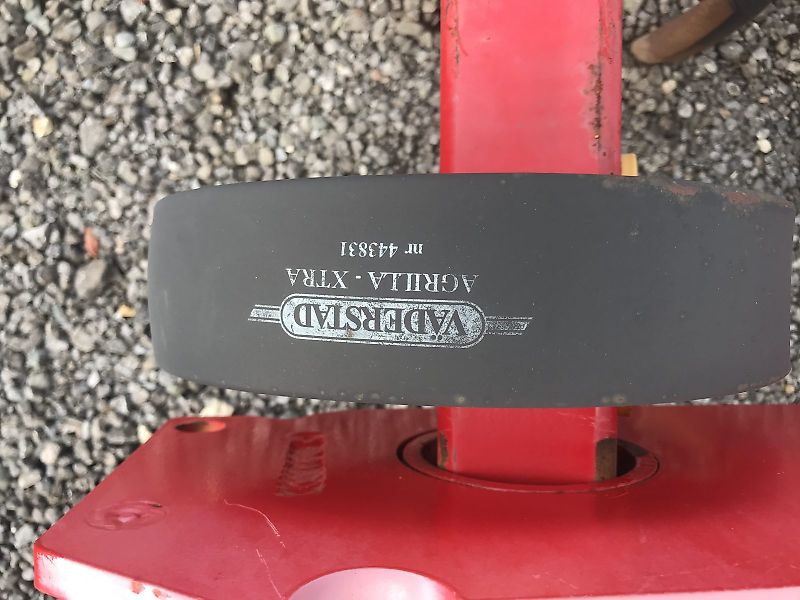 VÄDERSTAD
AGRILLA - XTRA
nr 443831